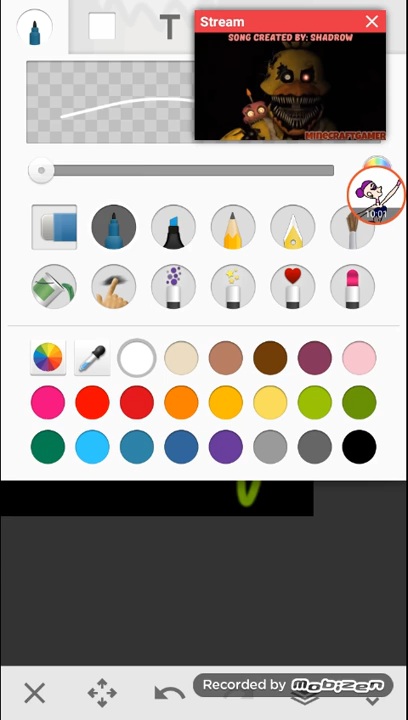 T
Stream
SONG CREATED BY: SHADROW
MINECRAFTGAMER
10:01
Recorded by
MOBIZEN